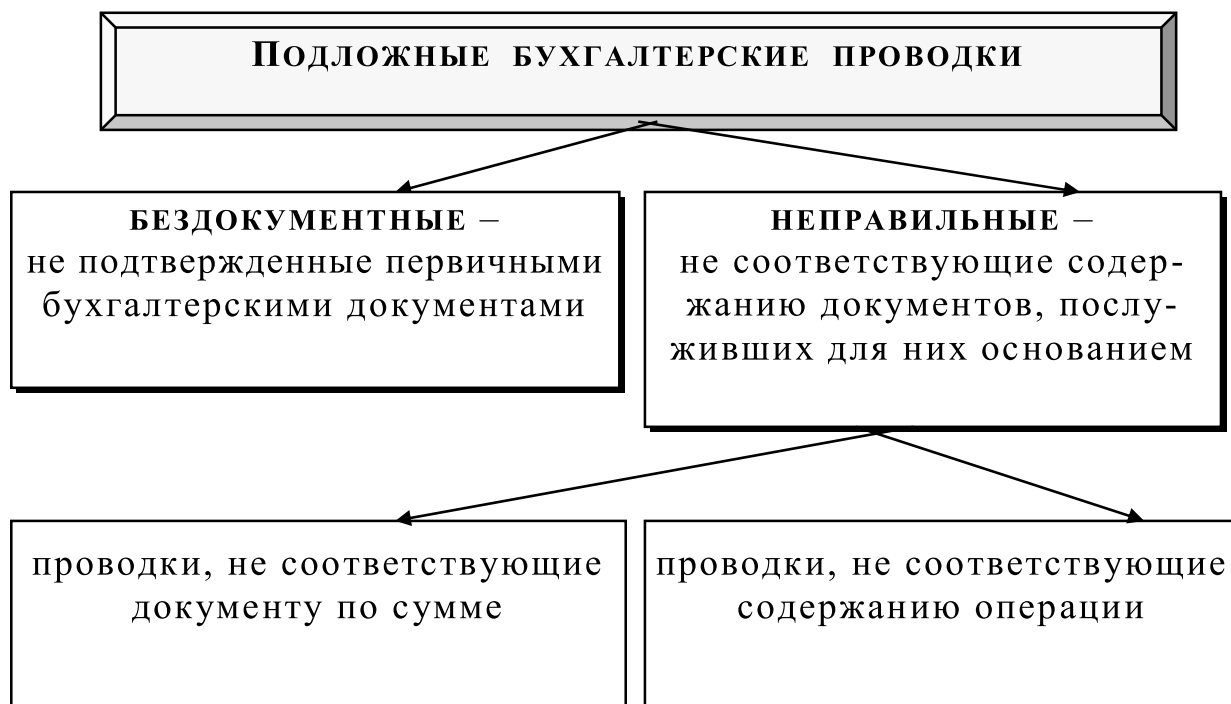 ПОДЛОЖНЫЕ БУХГАЛТЕРСКИЕ ПРОВОДКИ
БЕЗДОКУМЕНТНЫЕ –
не подтвержденные первичными
бухгалтерскими документами
НЕПРАВИЛЬНЫЕ –
не соответствующие содер-
жанию документов, послу-
живших для них основанием
проводки, не соответствующие
документу по сумме
проводки, не соответствующие
содержанию операции